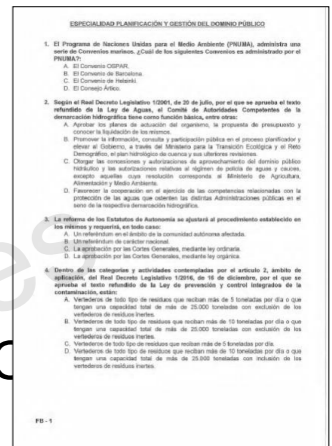 ESPECIALIDAD PLANIFICACIÓN Y GESTIÓN DEL DOMINIO PÚBLICO
1. El Programa de Naciones Unidas para el Medio Ambiente (PNUMA), administra una
serie de Convenios marinos. ¿Cuál de los siguientes Convenios es administrado por el
PNUMA?:
A. El Convenio OSPAR.
B. El Convenio de Barcelona.
C. El Convenio de Helsinki.
D. El Consejo Ártico.
2. Según el Real Decreto Legislativo 1/2001, de 20 de julio, por el que se aprueba el texto
refundido de la Ley de Aguas, el Comité de Autoridades Competentes de la
demarcación hidrográfica tiene como función básica, entre otras:
A. Aprobar los planes de actuación del organismo, la propuesta de presupuesto y
conocer la liquidación de los mismos.
B. Promover la información, consulta y participación pública en el proceso planificador y
elevar al Gobierno, a través del Ministerio para la Transición Ecológica y el Reto
Demográfico, el plan hidrológico de cuenca y sus ulteriores revisiones.
C. Otorgar las concesiones y autorizaciones de aprovechamiento del dominio público
hidráulico y las autorizaciones relativas al régimen de policía de aguas y cauces,
excepto aquellas cuya resolución corresponda al Ministerio de Agricultura,
Alimentación y Medio Ambiente.
D. Favorecer la cooperación en el ejercicio de las competencias relacionadas con la
protección de las aguas que ostenten las distintas Administraciones públicas en el
seno de la respectiva demarcación hidrográfica.
3. La reforma de los Estatutos de Autonomía se ajustará al procedimiento establecido en
los mismos y requerirá, en todo caso:
A. Un referéndum en el ámbito de la comunidad autónoma afectada.
B. Un referéndum de carácter nacional.
C. La aprobación por las Cortes Generales, mediante ley ordinaria.
D. La aprobación por las Cortes Generales, mediante ley orgánica.
4. Dentro de las categorías y actividades contempladas por el artículo 2, ámbito de
aplicación, del Real Decreto Legislativo 1/2016, de 16 de diciembre, por el que se
aprueba el texto refundido de la Ley de prevención y control integrados de la
contaminación, están:
A. Vertederos de todo tipo de residuos que reciban más de 5 toneladas por día o que
tengan una capacidad total de más de 25.000 toneladas con exclusión de los
vertederos de residuos inertes.
B. Vertederos de todo tipo de residuos que reciban más de 10 toneladas por día o que
tengan una capacidad total de más de 25.000 toneladas con exclusión de los
vertederos de residuos inertes.
C. Vertederos de todo tipo de residuos que reciban más de 5 toneladas por día.
D. Vertederos de todo tipo de residuos que reciban más de 10 toneladas por día o que
tengan una capacidad total de más de 25.000 toneladas con inclusión de los
vertederos de residuos inertes.
FB - 1